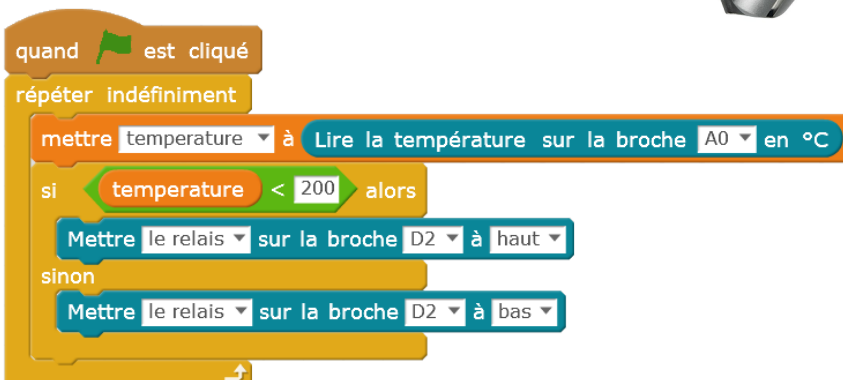 quand est cliqué
répéter indéfiniment
mettre temperature à Lire la température sur la broche A0 en °C
si temperature < 200 alors
Mettre le relais sur la broche D2 à haut
sinon
Mettre le relais sur la broche D2 à bas